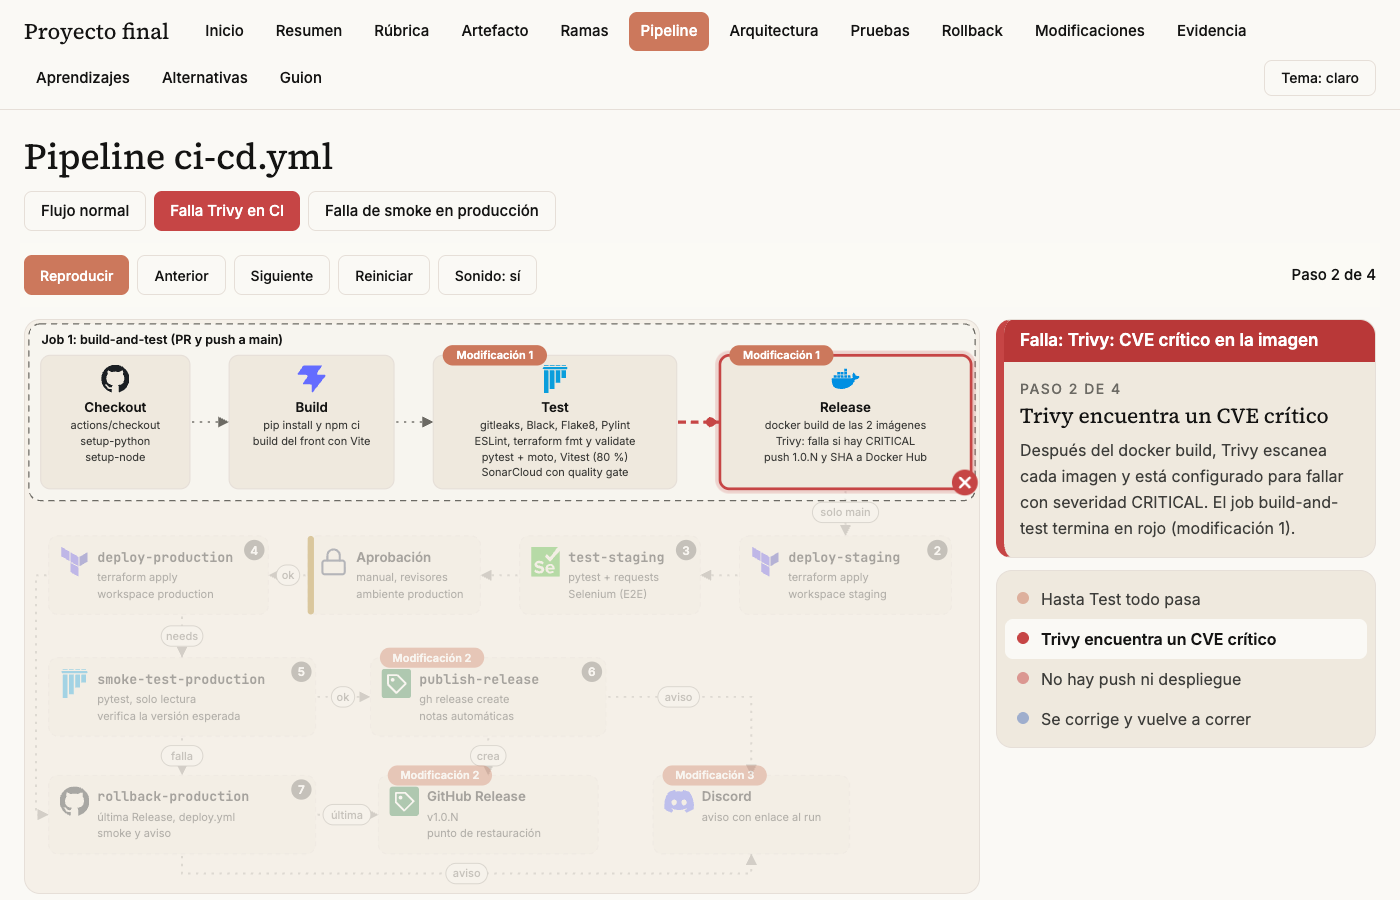 Proyecto final
Inicio
Resumen
Rúbrica
Artefacto
Ramas
Pipeline
Arquitectura
Pruebas
Rollback
Modificaciones
Evidencia
Aprendizajes
Alternativas
Guion
Tema: claro
Pipeline ci-cd.yml
Flujo normal
Falla Trivy en CI
Falla de smoke en producción
Reproducir
Anterior
Siguiente
Reiniciar
Sonido: sí
Paso 2 de 4
Job 1: build-and-test (PR y push a main)
Checkout
actions/checkout
setup-python
setup-node
Build
pip install y npm ci
build del front con Vite
Modificación 1
Test
gitleaks, Black, Flake8, Pylint
ESLint, terraform fmt y validate
pytest + moto, Vitest (80 %)
SonarCloud con quality gate
Modificación 1
Release
docker build de las 2 imágenes
Trivy: falla si hay CRITICAL
push 1.0.N y SHA a Docker Hub
solo main
deploy-production
4
terraform apply
workspace production
ok
Aprobación
manual, revisores
ambiente production
Se
test-staging
3
pytest + requests
Selenium (E2E)
deploy-staging
2
terraform apply
workspace staging
needs
smoke-test-production
5
pytest, solo lectura
verifica la versión esperada
ok
Modificación 2
publish-release
6
gh release create
notas automáticas
aviso
falla
crea
rollback-production
7
última Release, deploy.yml
smoke y aviso
última
Modificación 2
GitHub Release
v1.0.N
punto de restauración
Modificación 3
Discord
aviso con enlace al run
aviso
Falla: Trivy: CVE crítico en la imagen
PASO 2 DE 4
Trivy encuentra un CVE crítico
Después del docker build, Trivy escanea
cada imagen y está configurado para fallar
con severidad CRITICAL. El job build-and-
test termina en rojo (modificación 1).
Hasta Test todo pasa
Trivy encuentra un CVE crítico
No hay push ni despliegue
Se corrige y vuelve a correr